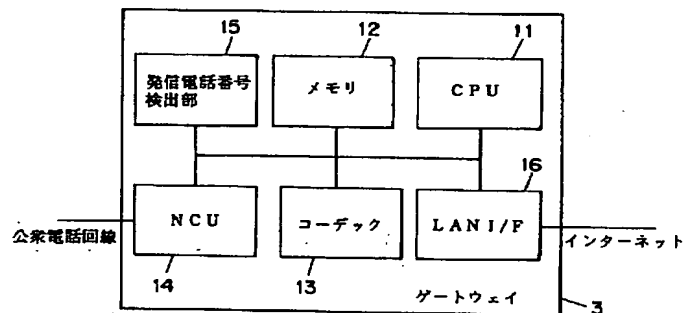 15
12
11
発信電話番号
検出部
メモリ
CPU
16
公衆電話回線
NCU
コーデック
LANI/F
インターネット
14
13
ゲートウェイ
3